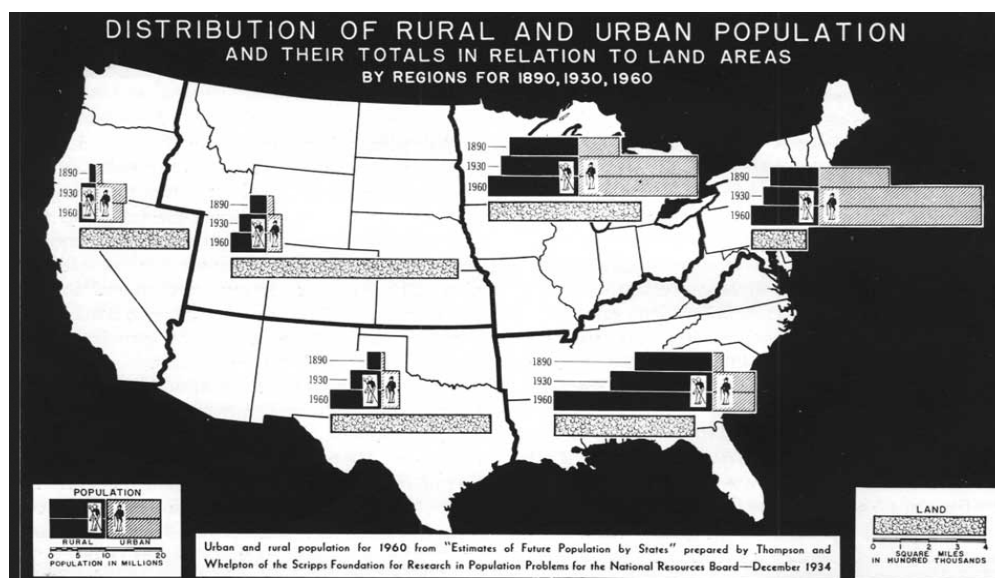 DISTRIBUTION OF RURAL AND URBAN POPULATION
AND THEIR TOTALS IN RELATION TO LAND AREAS
BY REGIONS FOR 1890, 1930, 1960
1890
1930
1960
1890
1930
1960
1890
1930
1960
1890
1930
1960
1890
1930
1960
1890
1930
1960
POPULATION
RURAL URBAN
0 5 10 20
POPULATION IN MILLIONS
Urban and rural population for 1960 from "Estimates of Future Population by States" prepared by Thompson and
Whelpton of the Scripps Foundation for Research in Population Problems for the National Resources Board—December 1934
LAND
0 1 2 3 4
SQUARE MILES
IN HUNDRED THOUSANDS